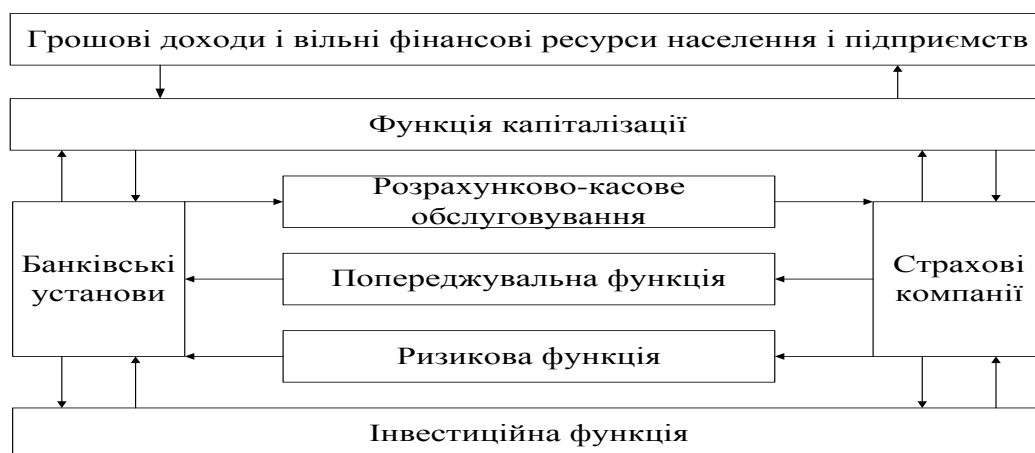 Грошові доходи і вільні фінансові ресурси населення і підприємств
Функція капіталізації
Розрахунково-касове
обслуговування
Банківські
установи
Попереджувальна функція
Страхові
компанії
Ризикова функція
Інвестиційна функція